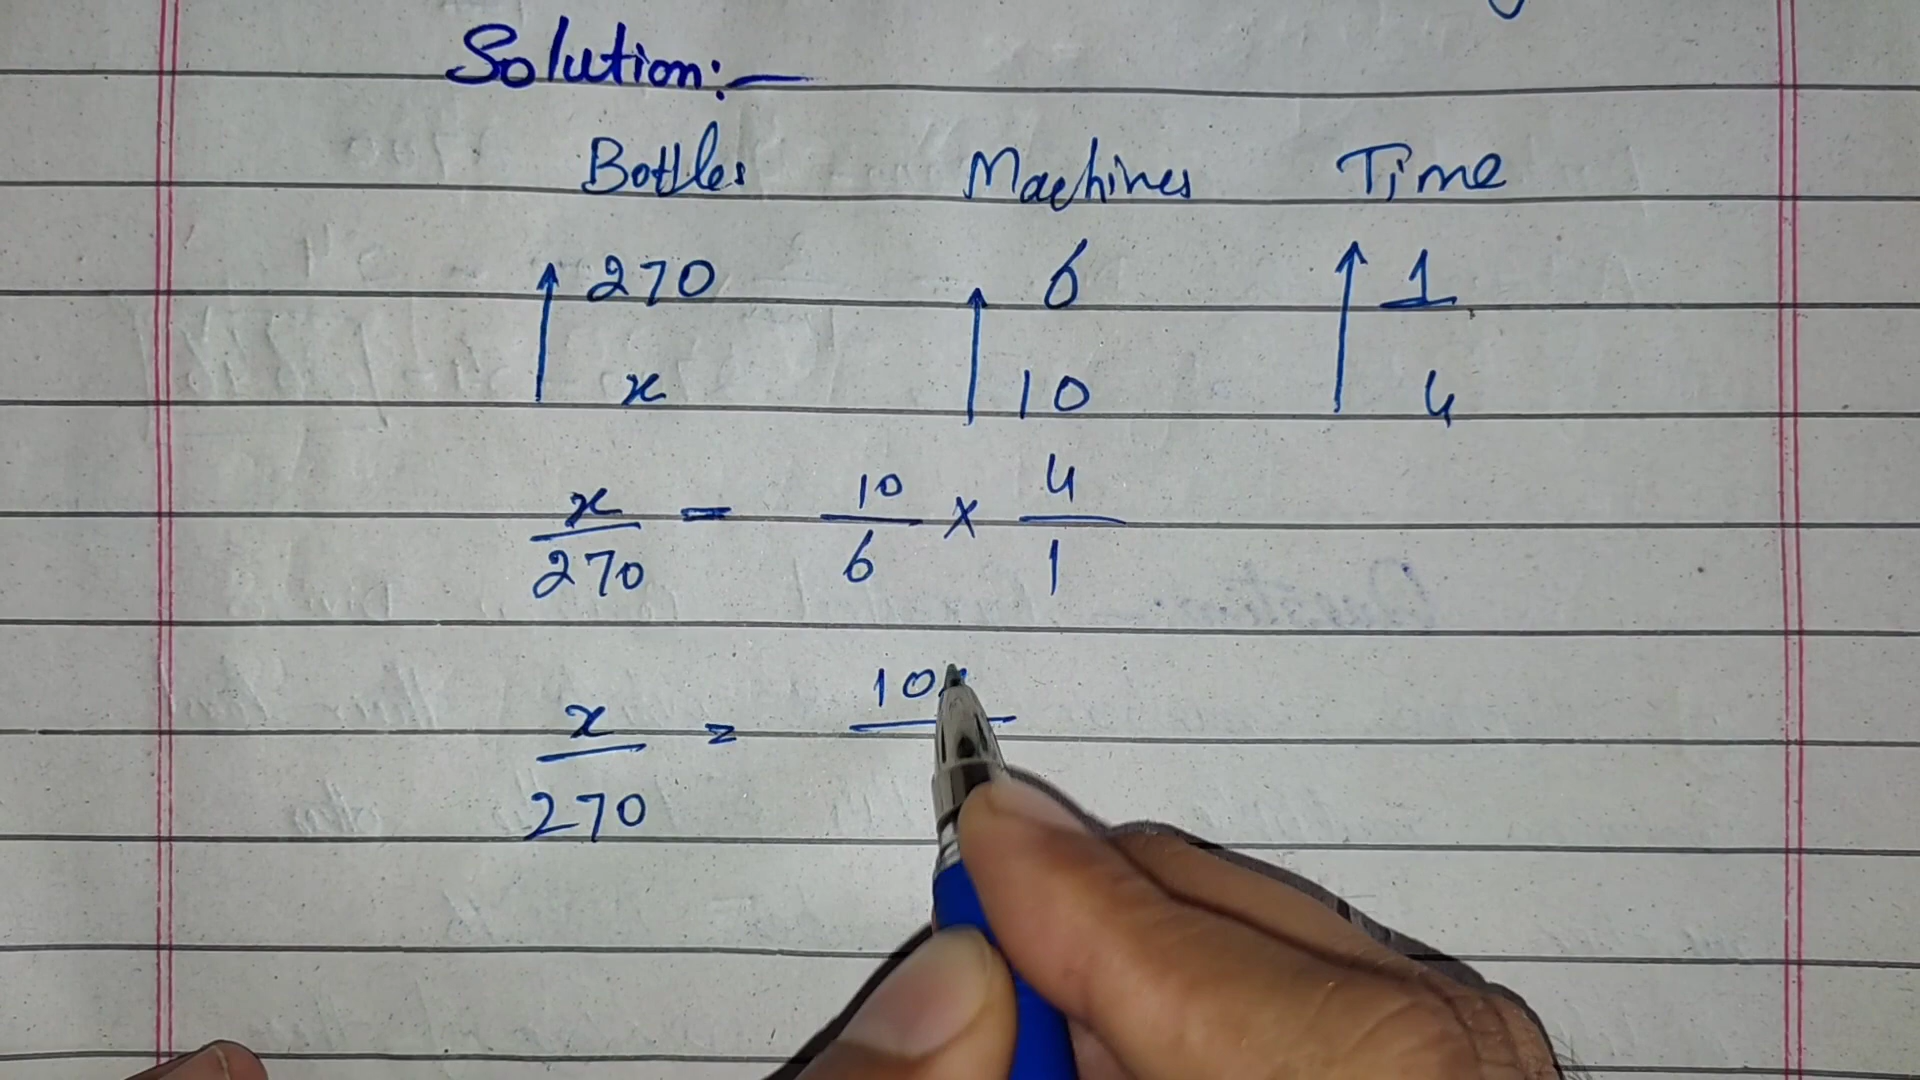 Solution:-
Bottles Machines Time
270 6 1
x 10 4
x/270 = 10/6 × 4/1
x/270 = 10